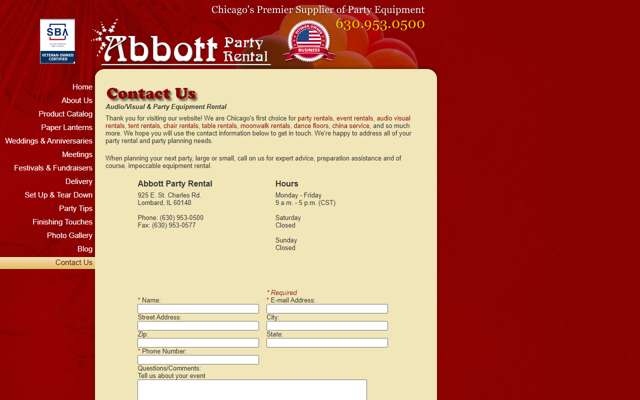 Chicago's Premier Supplier of Party Equipment
630.953.0500
SBA
VETERAN-OWNED
CERTIFIED
Abbott Party
Rental
BUSINESS
Home
About Us
Product Catalog
Paper Lanterns
Weddings & Anniversaries
Meetings
Festivals & Fundraisers
Delivery
Set Up & Tear Down
Party Tips
Finishing Touches
Photo Gallery
Blog
Contact Us
Contact Us
Audio/Visual & Party Equipment Rental
Thank you for visiting our website! We are Chicago's first choice for party rentals, event rentals, audio visual
rentals, tent rentals, chair rentals, table rentals, moonwalk rentals, dance floors, china service, and so much
more. We hope you will use the contact information below to get in touch. We're happy to address all of your
party rental and party planning needs.
When planning your next party, large or small, call on us for expert advice, preparation assistance and of
course, impeccable equipment rental.
Abbott Party Rental
925 E. St. Charles Rd.
Lombard, IL 60148
Phone: (630) 953-0500
Fax: (630) 953-0577
Hours
Monday - Friday
9 a.m. - 5 p.m. (CST)
Saturday
Closed
Sunday
Closed
* Required
* Name:
* E-mail Address:
Street Address:
City:
Zip:
State:
* Phone Number:
Questions/Comments:
Tell us about your event